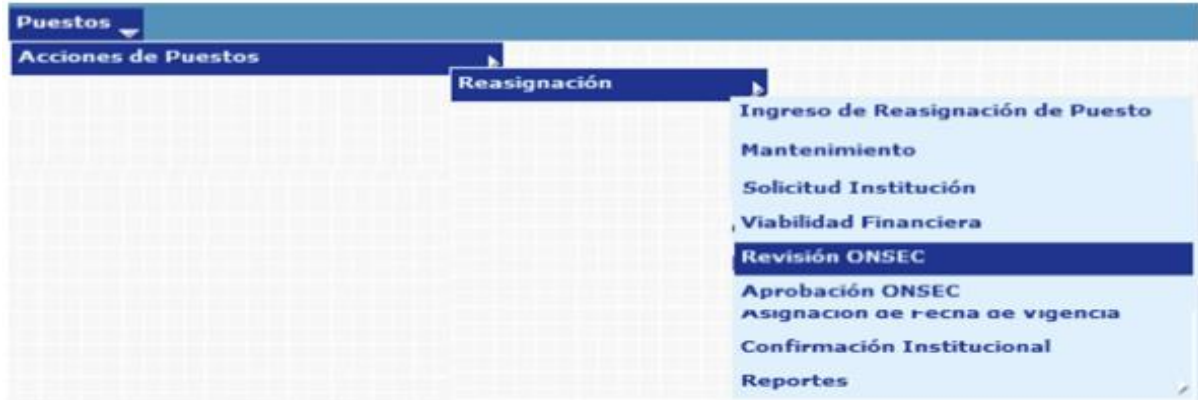 Puestos
Acciones de Puestos
Reasignación
Ingreso de Reasignación de Puesto
Mantenimiento
Solicitud Institución
Viabilidad Financiera
Revisión ONSEC
Aprobación ONSEC
Asignación de Fecha de Vigencia
Confirmación Institucional
Reportes